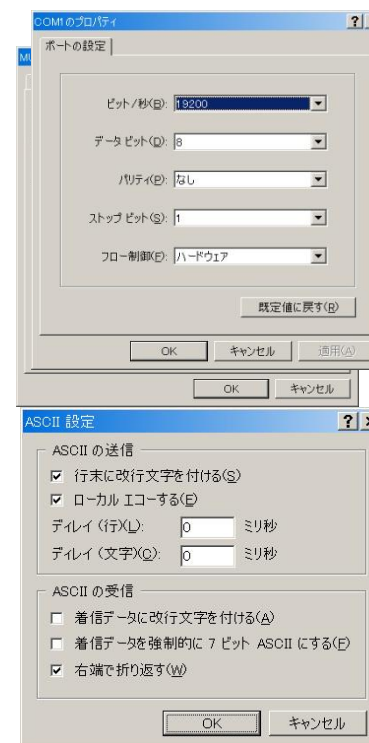 COM1のプロパティ
ポートの設定
ビット/秒(B): 19200
データ ビット(D): 8
パリティ(P): なし
ストップ ビット(S): 1
フロー制御(F): ハードウェア
既定値に戻す(R)
OK キャンセル 適用(A)
OK キャンセル
ASCII 設定
ASCII の送信
行末に改行文字を付ける(S)
ローカル エコーする(E)
ディレイ (行)(L): 0 ミリ秒
ディレイ (文字)(C): 0 ミリ秒
ASCII の受信
着信データに改行文字を付ける(A)
着信データを強制的に 7 ビット ASCII にする(F)
右端で折り返す(W)
OK キャンセル